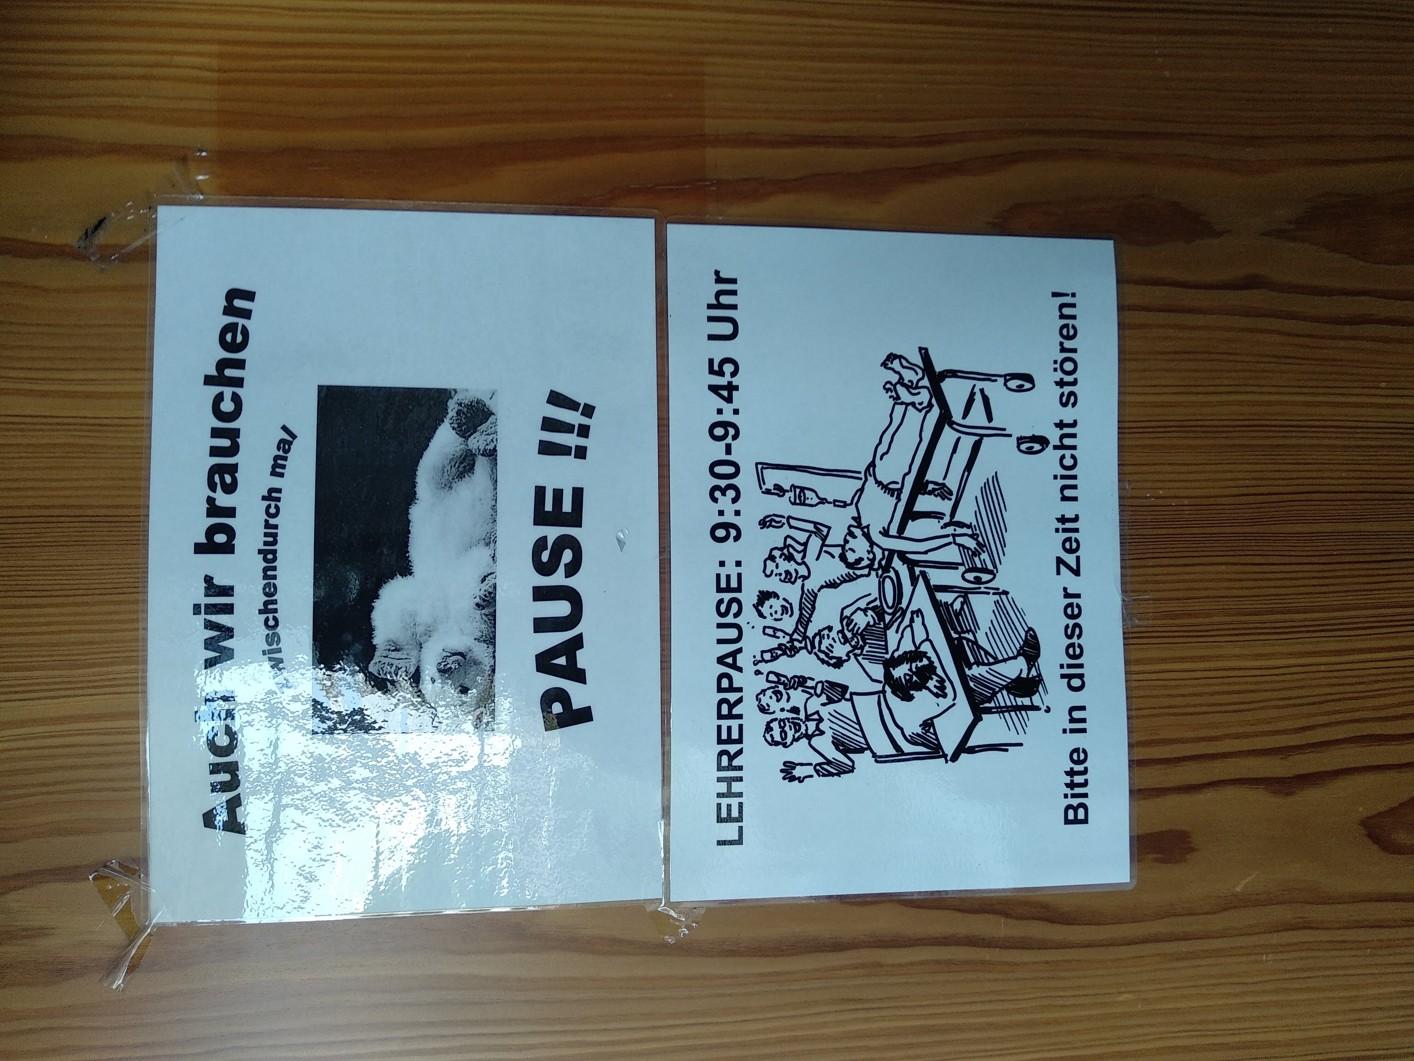 Auch wir brauchen
zwischendurch mal
PAUSE !!!
LEHRERPAUSE: 9:30-9:45 Uhr
Bitte in dieser Zeit nicht stören!